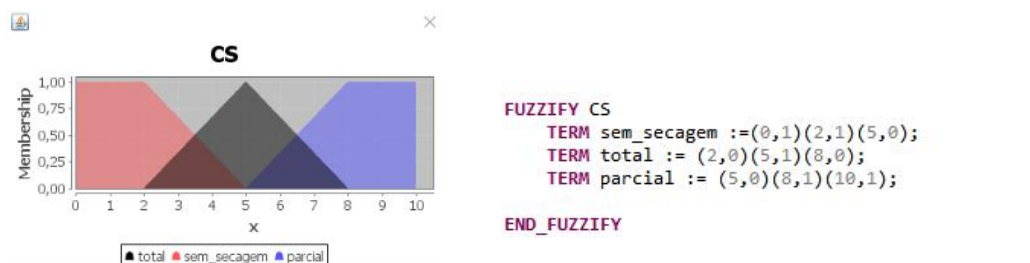 CS
Membership
1,00
0,75
0,50
0,25
0,00
0 1 2 3 4 5 6 7 8 9 10
x
total sem_secagem parcial
FUZZIFY CS
TERM sem_secagem :=(0,1)(2,1)(5,0);
TERM total := (2,0)(5,1)(8,0);
TERM parcial := (5,0)(8,1)(10,1);
END_FUZZIFY